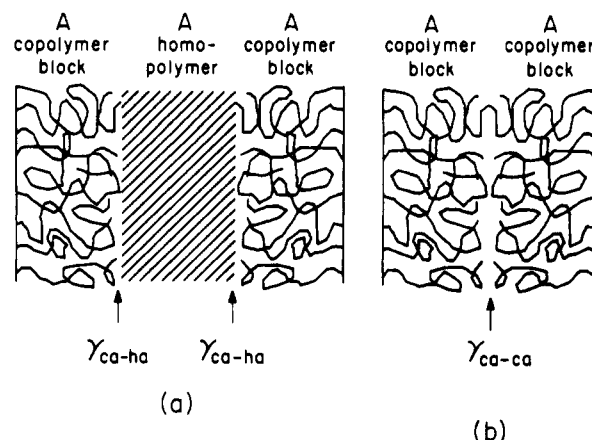 A
copolymer
block
A
homo-
polymer
A
copolymer
block
A
copolymer
block
A
copolymer
block
γca-ha
γca-ha
γca-ca
(a)
(b)